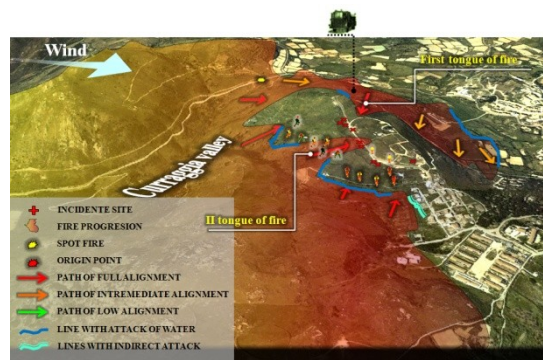 Wind
First tongue of fire
Curraggia valley
II tongue of fire
INCIDENTE SITE
FIRE PROGRESION
SPOT FIRE
ORIGIN POINT
PATH OF FULL ALIGNMENT
PATH OF INTREMEDIATE ALIGNMENT
PATH OF LOW ALIGNMENT
LINE WITH ATTACK OF WATER
LINES WITH INDIRECT ATTACK